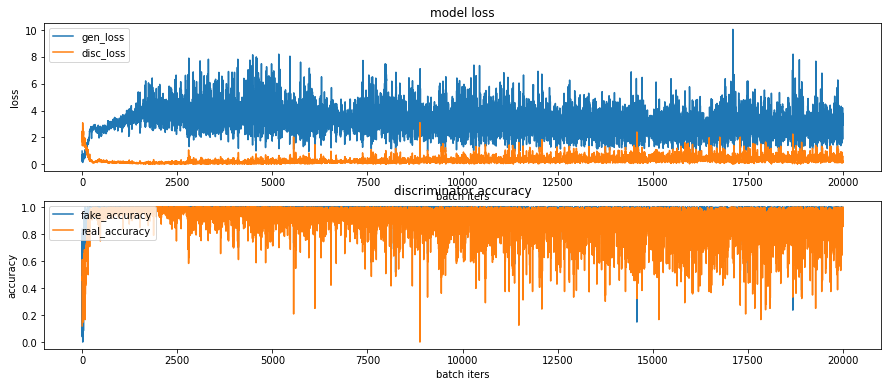 model loss
10
8
6
4
2
0
loss
gen_loss
disc_loss
0 2500 5000 7500 10000 12500 15000 17500 20000
batch iters
discriminator accuracy
1.0
0.8
0.6
0.4
0.2
0.0
accuracy
fake_accuracy
real_accuracy
0 2500 5000 7500 10000 12500 15000 17500 20000
batch iters